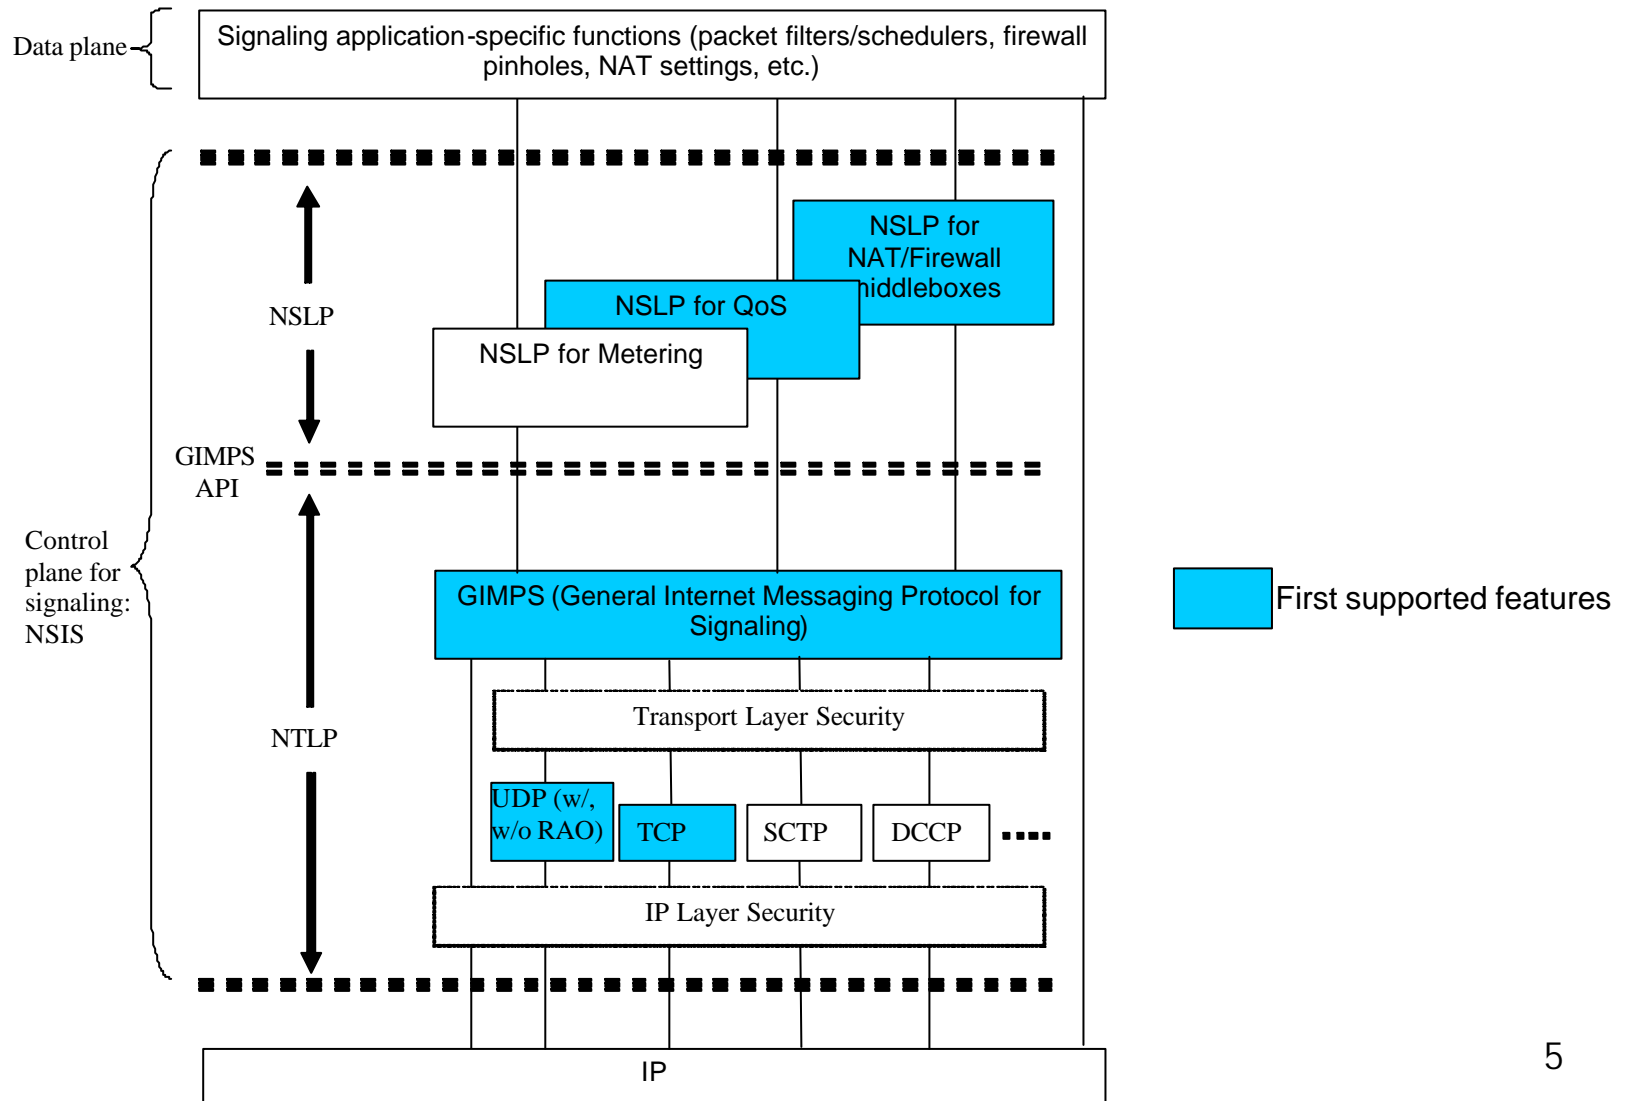 Data plane
Signaling application-specific functions (packet filters/schedulers, firewall
pinholes, NAT settings, etc.)
NSLP for
NAT/Firewall
middleboxes
NSLP for QoS
NSLP
NSLP for Metering
GIMPS
API
Control
plane for
signaling:
NSIS
GIMPS (General Internet Messaging Protocol for
Signaling)
First supported features
Transport Layer Security
NTLP
UDP (w/,
w/o RAO)
TCP
SCTP
DCCP
IP Layer Security
IP
5